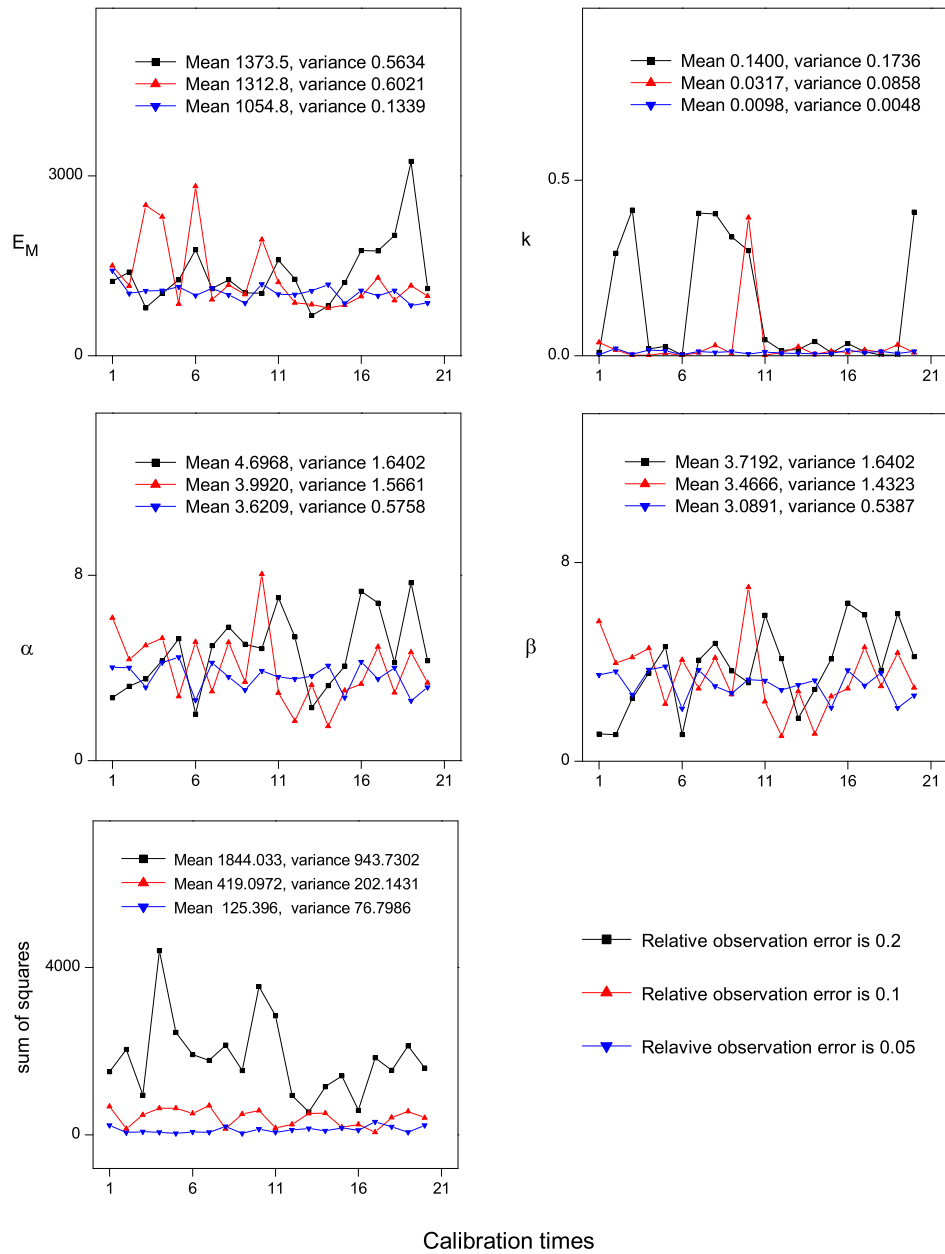 Mean 1373.5, variance 0.5634
Mean 1312.8, variance 0.6021
Mean 1054.8, variance 0.1339
3000
E_M
0
1 6 11 16 21
Mean 0.1400, variance 0.1736
Mean 0.0317, variance 0.0858
Mean 0.0098, variance 0.0048
0.5
k
0.0
1 6 11 16 21
Mean 4.6968, variance 1.6402
Mean 3.9920, variance 1.5661
Mean 3.6209, variance 0.5758
8
α
0
1 6 11 16 21
Mean 3.7192, variance 1.6402
Mean 3.4666, variance 1.4323
Mean 3.0891, variance 0.5387
8
β
0
1 6 11 16 21
Mean 1844.033, variance 943.7302
Mean 419.0972, variance 202.1431
Mean 125.396, variance 76.7986
4000
sum of squares
0
1 6 11 16 21
Relative observation error is 0.2
Relative observation error is 0.1
Relavive observation error is 0.05
Calibration times